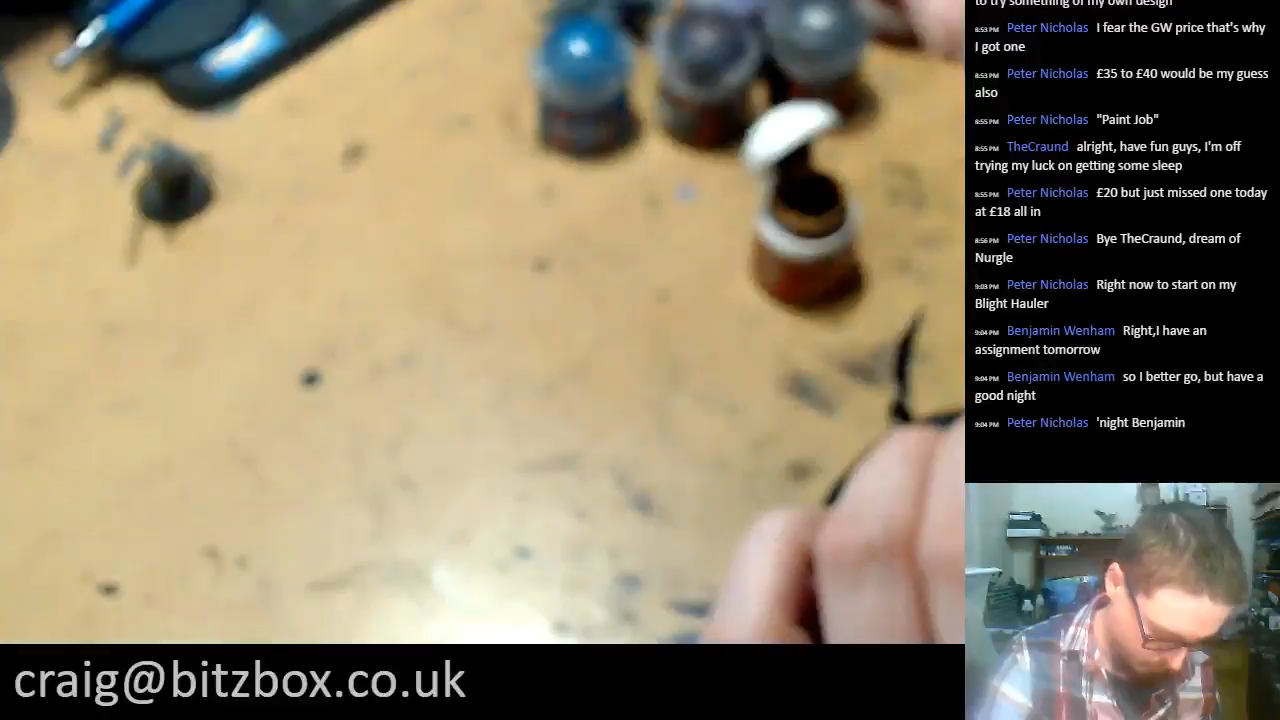 to try something of my own design
8:53 PM Peter Nicholas I fear the GW price that's why
I got one
8:53 PM Peter Nicholas £35 to £40 would be my guess
also
8:55 PM Peter Nicholas "Paint Job"
8:55 PM TheCraund alright, have fun guys, I'm off
trying my luck on getting some sleep
8:55 PM Peter Nicholas £20 but just missed one today
at £18 all in
8:56 PM Peter Nicholas Bye TheCraund, dream of
Nurgle
9:03 PM Peter Nicholas Right now to start on my
Blight Hauler
9:04 PM Benjamin Wenham Right,I have an
assignment tomorrow
9:04 PM Benjamin Wenham so I better go, but have a
good night
9:04 PM Peter Nicholas 'night Benjamin
craig@bitzbox.co.uk